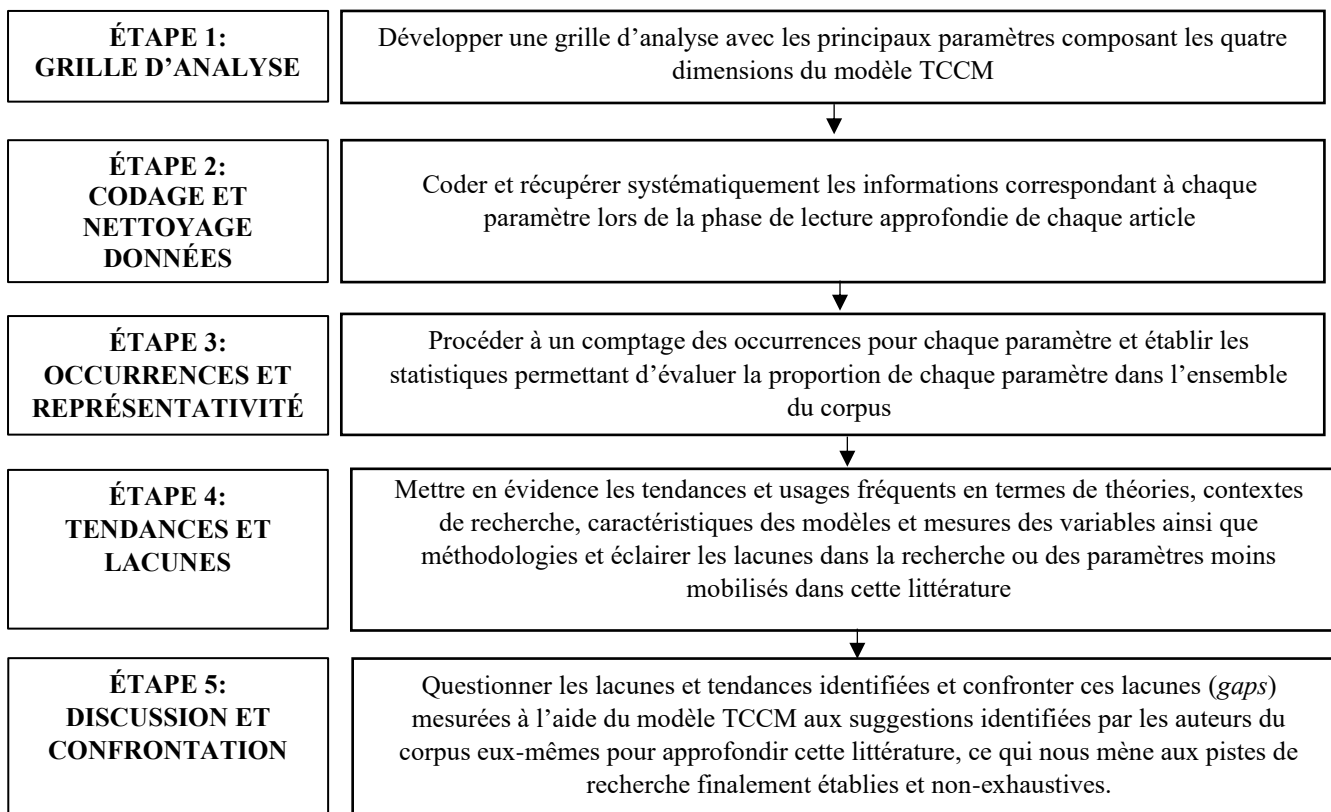 ÉTAPE 1:
GRILLE D’ANALYSE
Développer une grille d’analyse avec les principaux paramètres composant les quatre
dimensions du modèle TCCM
ÉTAPE 2:
CODAGE ET
NETTOYAGE
DONNÉES
Coder et récupérer systématiquement les informations correspondant à chaque
paramètre lors de la phase de lecture approfondie de chaque article
ÉTAPE 3:
OCCURRENCES ET
REPRÉSENTATIVITÉ
Procéder à un comptage des occurrences pour chaque paramètre et établir les
statistiques permettant d’évaluer la proportion de chaque paramètre dans l’ensemble
du corpus
ÉTAPE 4:
TENDANCES ET
LACUNES
Mettre en évidence les tendances et usages fréquents en termes de théories, contextes
de recherche, caractéristiques des modèles et mesures des variables ainsi que
méthodologies et éclairer les lacunes dans la recherche ou des paramètres moins
mobilisés dans cette littérature
ÉTAPE 5:
DISCUSSION ET
CONFRONTATION
Questionner les lacunes et tendances identifiées et confronter ces lacunes (gaps)
mesurées à l’aide du modèle TCCM aux suggestions identifiées par les auteurs du
corpus eux-mêmes pour approfondir cette littérature, ce qui nous mène aux pistes de
recherche finalement établies et non-exhaustives.